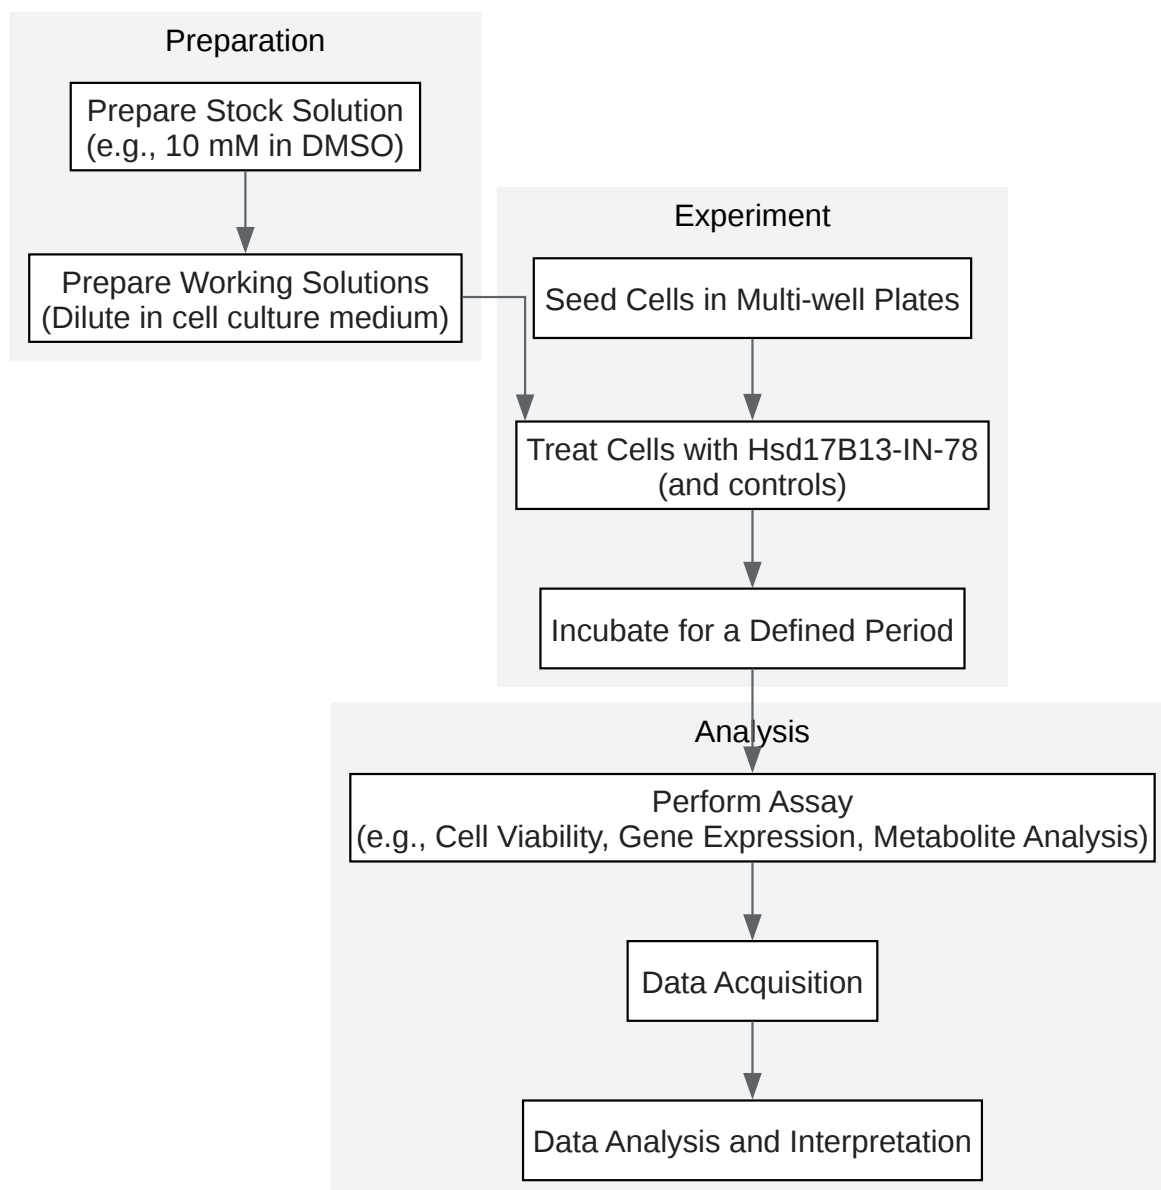 Preparation
Prepare Stock Solution
(e.g., 10 mM in DMSO)
Prepare Working Solutions
(Dilute in cell culture medium)
Experiment
Seed Cells in Multi-well Plates
Treat Cells with Hsd17B13-IN-78
(and controls)
Incubate for a Defined Period
Analysis
Perform Assay
(e.g., Cell Viability, Gene Expression, Metabolite Analysis)
Data Acquisition
Data Analysis and Interpretation